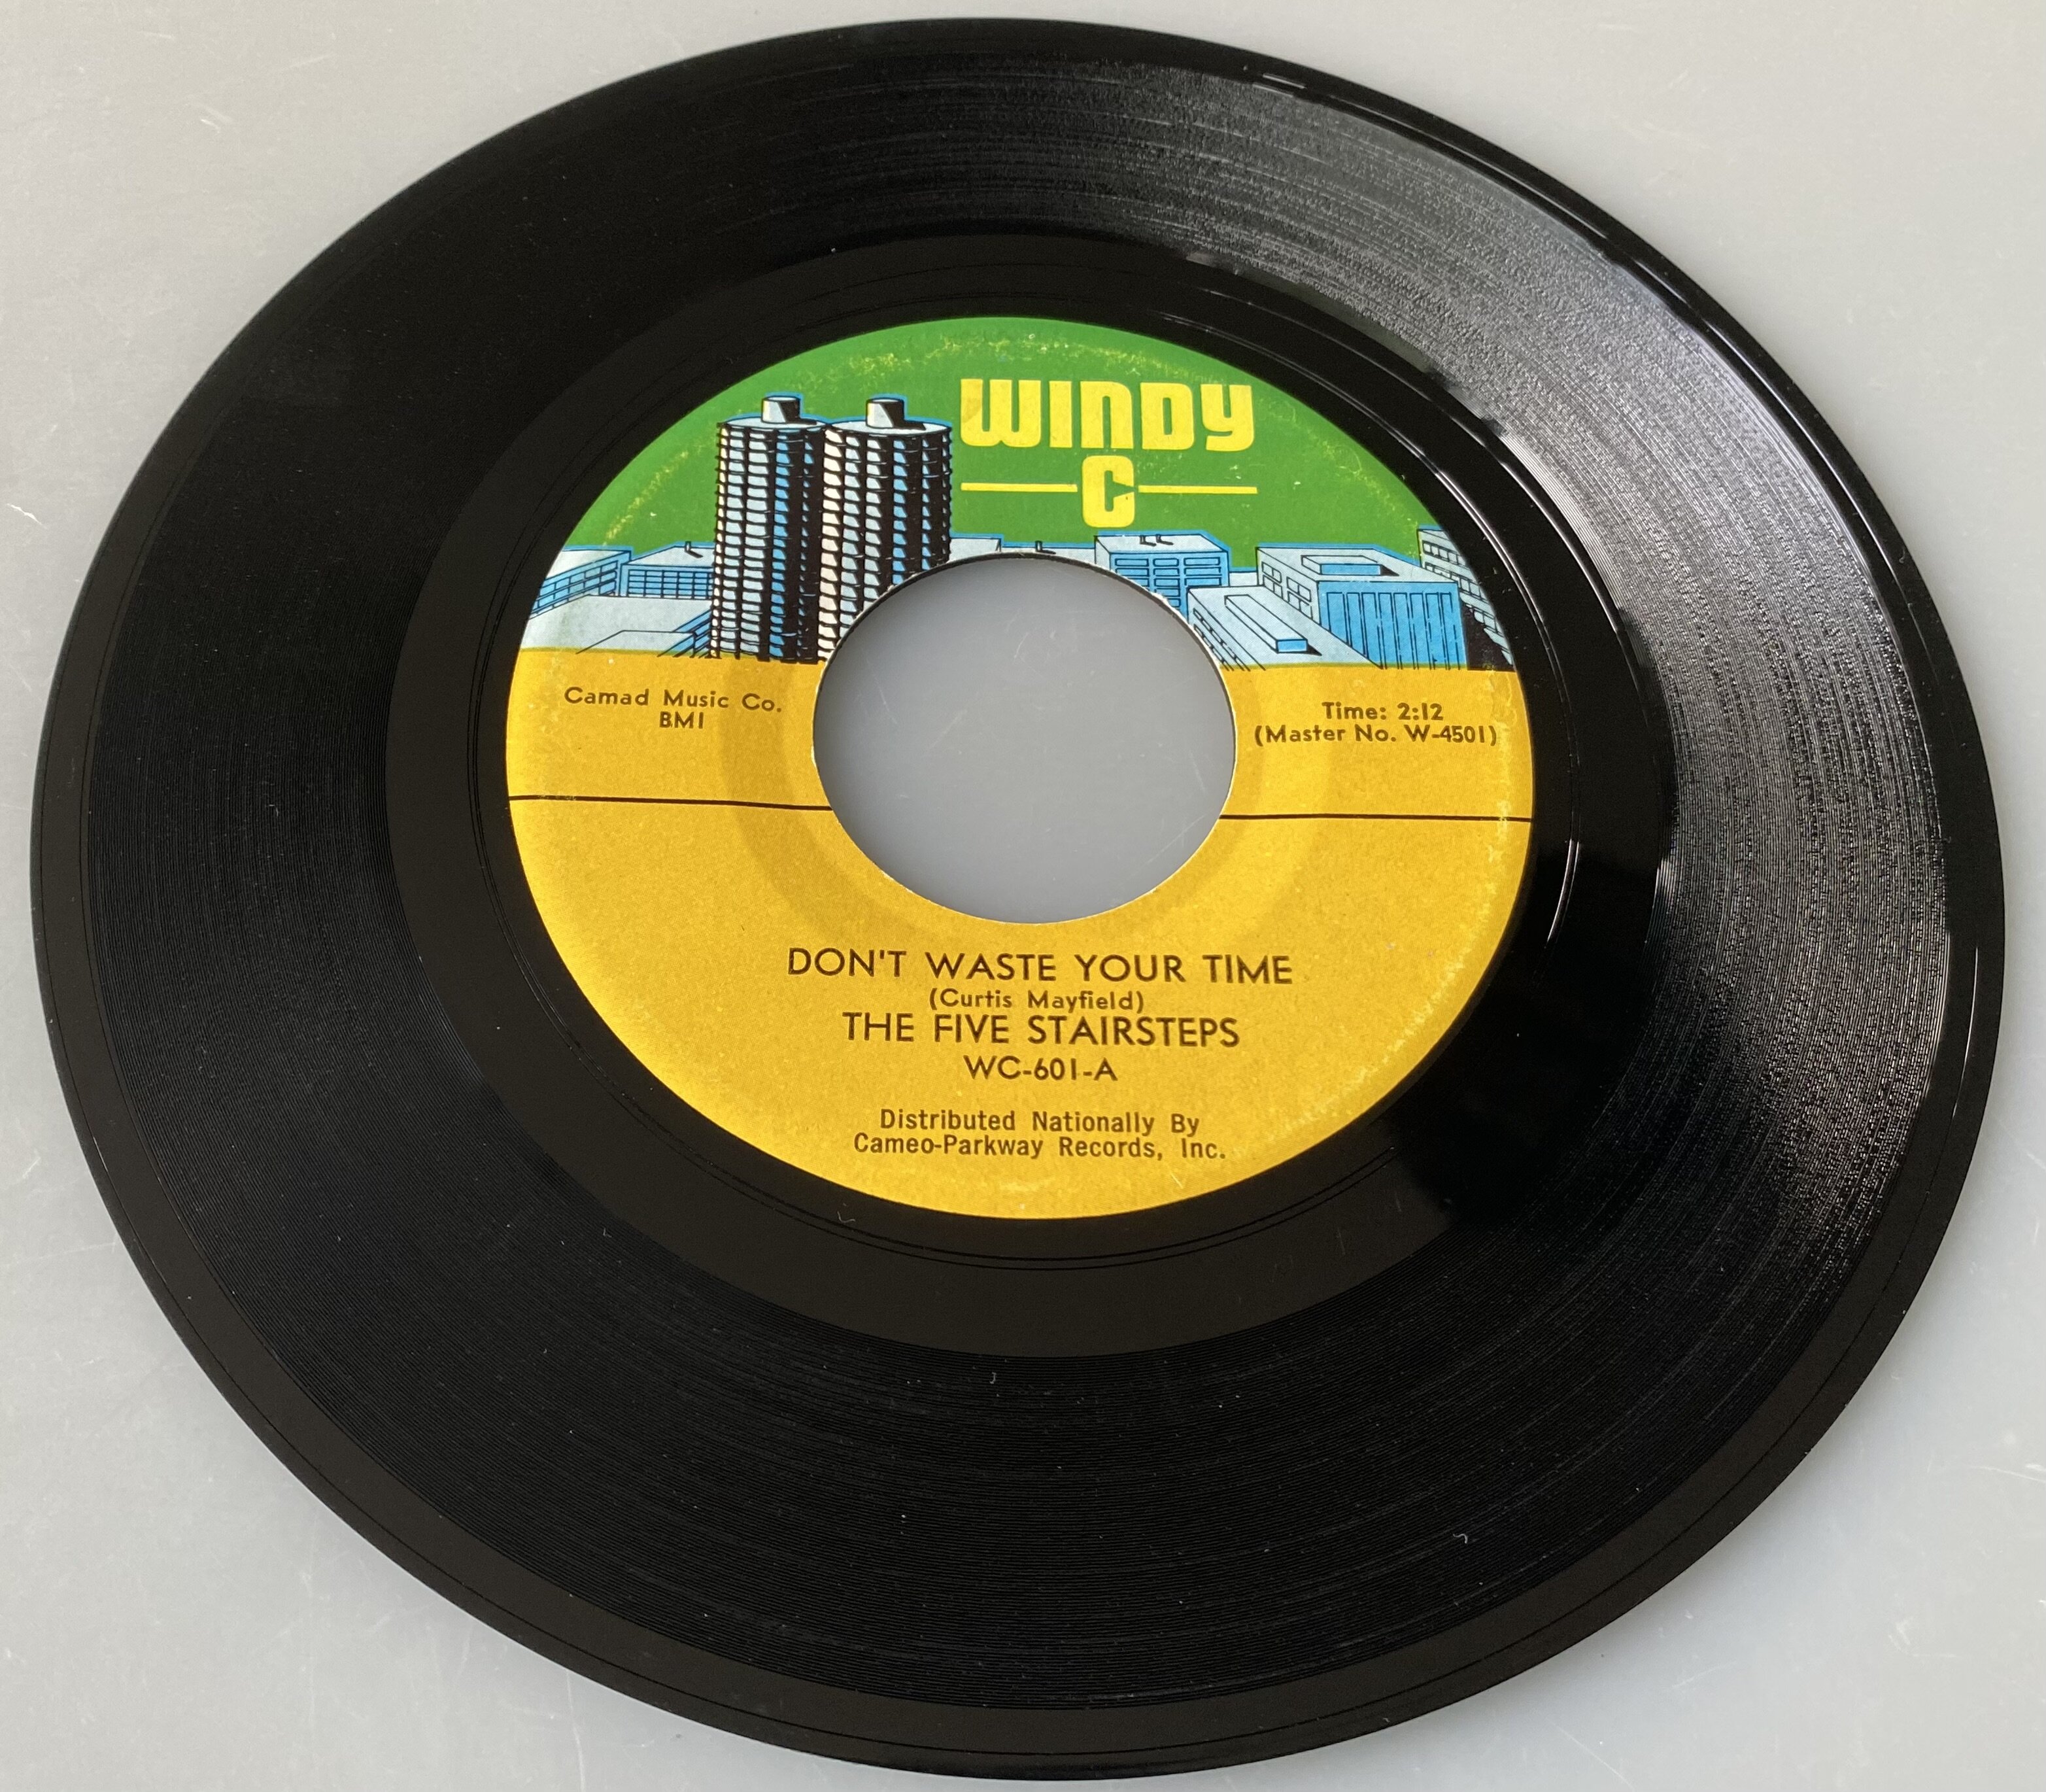 WINDY
C
Camad Music Co.
BMI
Time: 2:12
(Master No. W-4501)
DON'T WASTE YOUR TIME
(Curtis Mayfield)
THE FIVE STAIRSTEPS
WC-601-A
Distributed Nationally By
Cameo-Parkway Records, Inc.